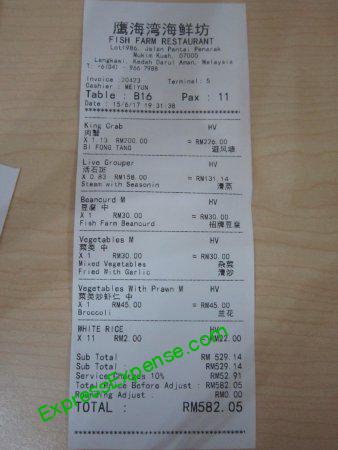 鹰海湾海鲜坊
FISH FARM RESTAURANT
Lot1986, Jalan Pantai Penarak
Mukim Kuah, 07000
Langkawi, Kedah Darul Aman, Malaysia
T: +6(04) - 966 7988
Invoice :20423 Terminal: 5
Cashier : MEIYUN
Table : B16 Pax : 11
Date : 15/6/17 19:31:38
King Crab HV
肉蟹
X 1.13 RM200.00 = RM226.00
BI FONG TANG 避风塘
Live Grouper HV
活石斑
X 0.83 RM158.00 = RM131.14
Steam with Seasonin 清蒸
Beancurd M HV
豆腐 中
X 1 RM30.00 = RM30.00
Fish Farm Beancurd 招牌豆腐
Vegetables M HV
菜类 中
X 1 RM30.00 = RM30.00
Mixed Vegetables 杂菜
Fried With Garlic 清炒
Vegetables With Prawn M HV
菜类炒虾仁 中
X 1 RM45.00 = RM45.00
Broccoli 兰花
WHITE RICE HV
X 11 RM2.00 = RM22.00
Sub Total RM 529.14
Sub Total : RM529.14
Service Charges 10% RM52.91
Total Price Before Adjust : RM582.05
Rounding Adjust : RM0.00
TOTAL : RM582.05
ExpressExpense.com